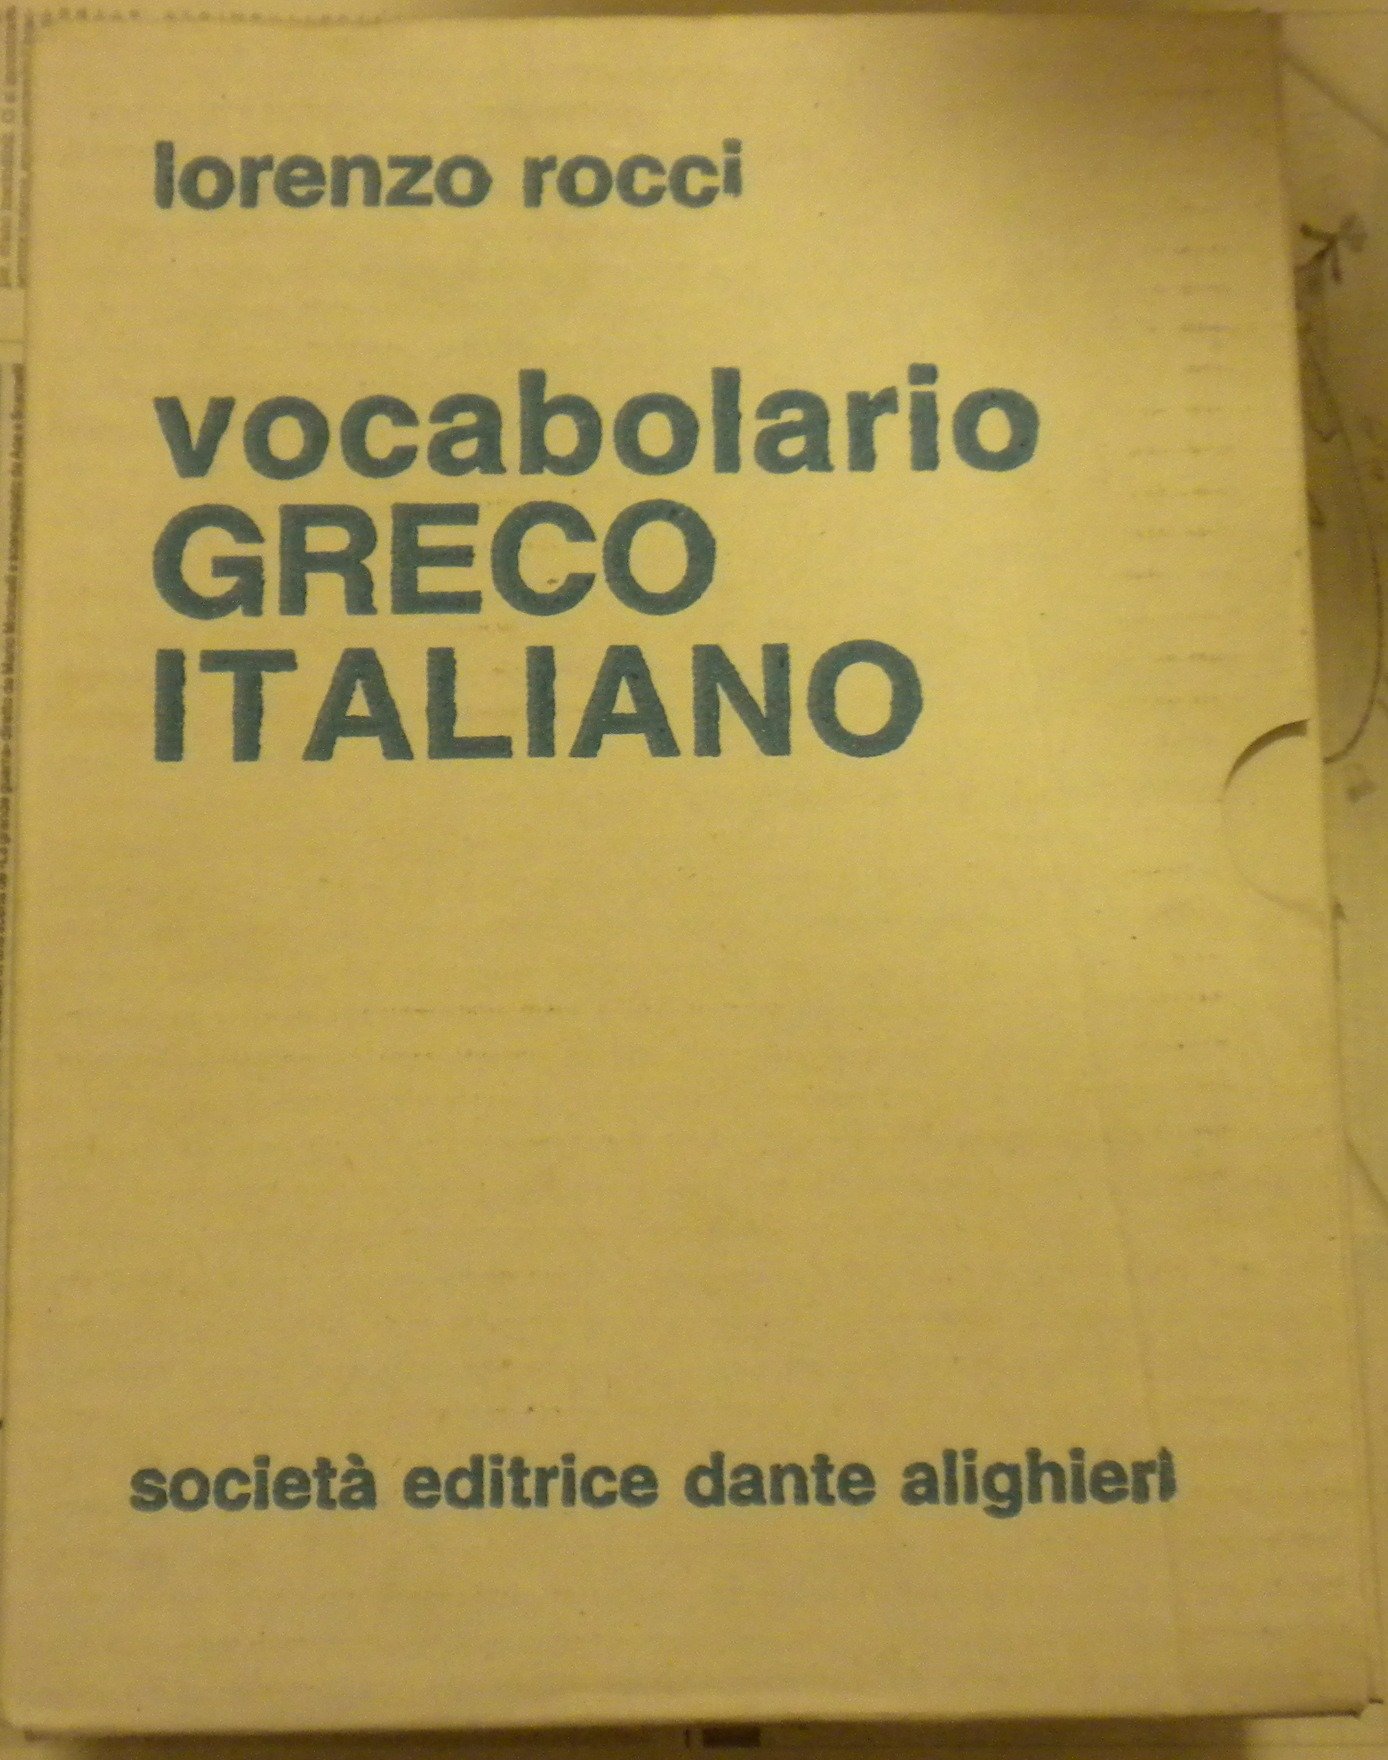 lorenzo rocci
vocabolario
GRECO
ITALIANO
società editrice dante alighieri